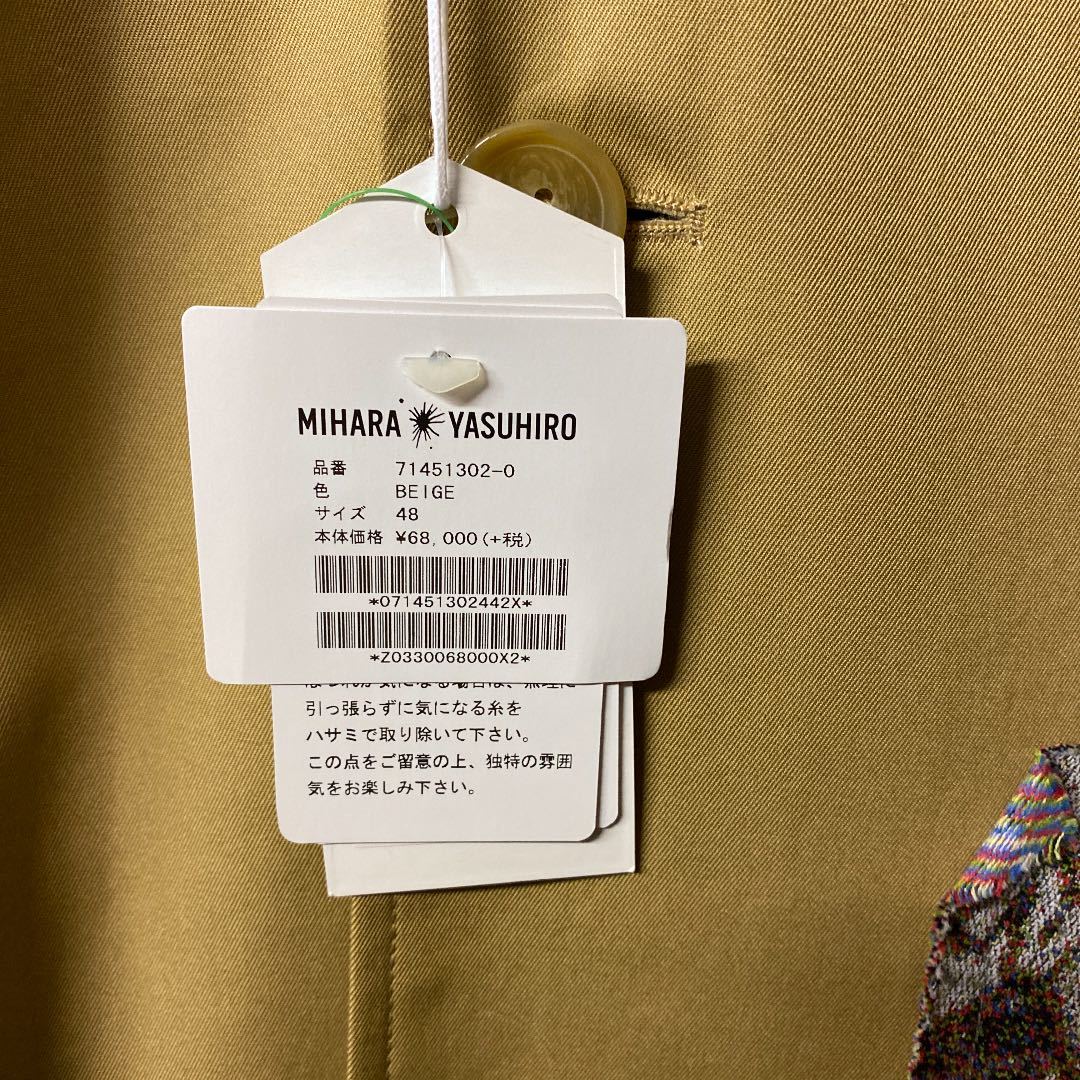 MIHARA YASUHIRO
品番 71451302-0
色 BEIGE
サイズ 48
本体価格 ¥68,000(+税)
*071451302442X*
*Z0330068000X2*
引っ張らずに気になる糸を
ハサミで取り除いて下さい。
この点をご留意の上、独特の雰囲
気をお楽しみ下さい。